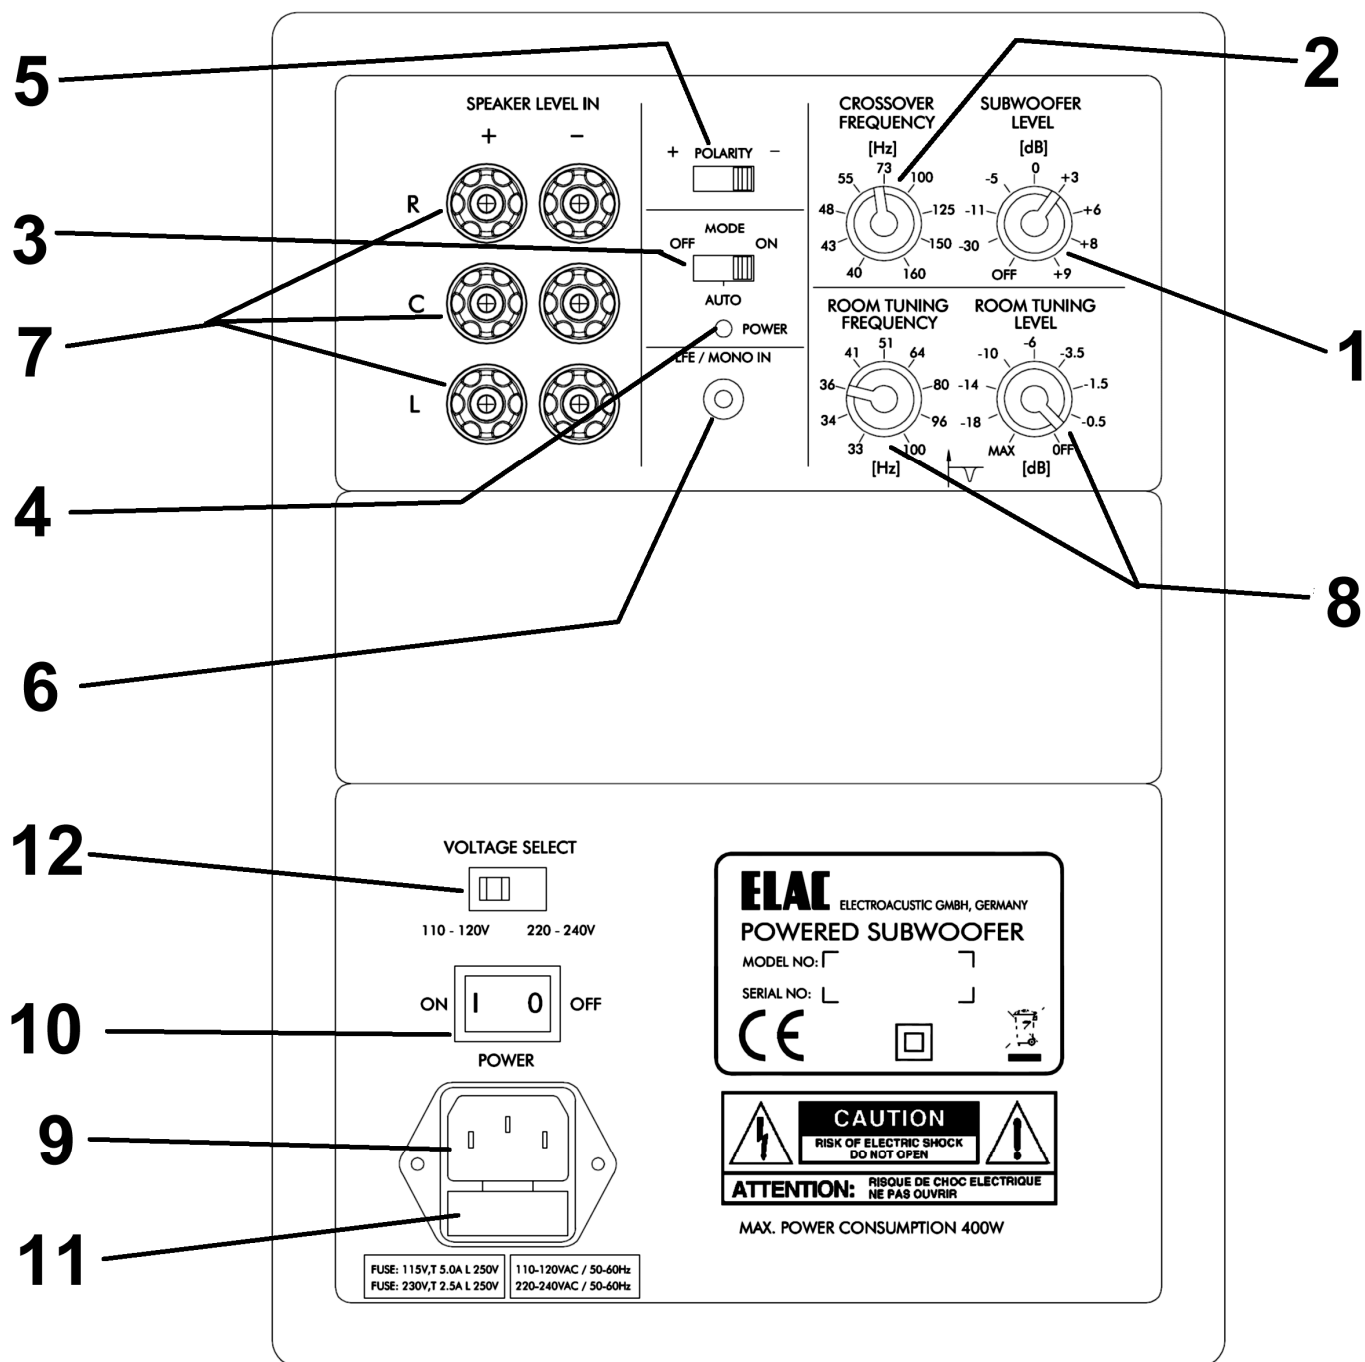 5
2
3
7
1
4
8
6
12
10
9
11
SPEAKER LEVEL IN
+ −
R
C
L
+ POLARITY −
MODE
OFF ON
AUTO
POWER
LFE / MONO IN
CROSSOVER
FREQUENCY
[Hz]
40 43 48 55 73 100 125 150 160
SUBWOOFER
LEVEL
[dB]
OFF -30 -11 -5 0 +3 +6 +8 +9
ROOM TUNING
FREQUENCY
33 34 36 41 51 64 80 96 100
[Hz]
ROOM TUNING
LEVEL
MAX -18 -14 -10 -6 -3.5 -1.5 -0.5 OFF
[dB]
VOLTAGE SELECT
110 - 120V 220 - 240V
ON I 0 OFF
POWER
FUSE: 115V,T 5.0A L 250V
FUSE: 230V,T 2.5A L 250V
110-120VAC / 50-60Hz
220-240VAC / 50-60Hz
ELAC ELECTROACUSTIC GMBH, GERMANY
POWERED SUBWOOFER
MODEL NO:
SERIAL NO:
CE
CAUTION
RISK OF ELECTRIC SHOCK
DO NOT OPEN
ATTENTION: RISQUE DE CHOC ELECTRIQUE
NE PAS OUVRIR
MAX. POWER CONSUMPTION 400W